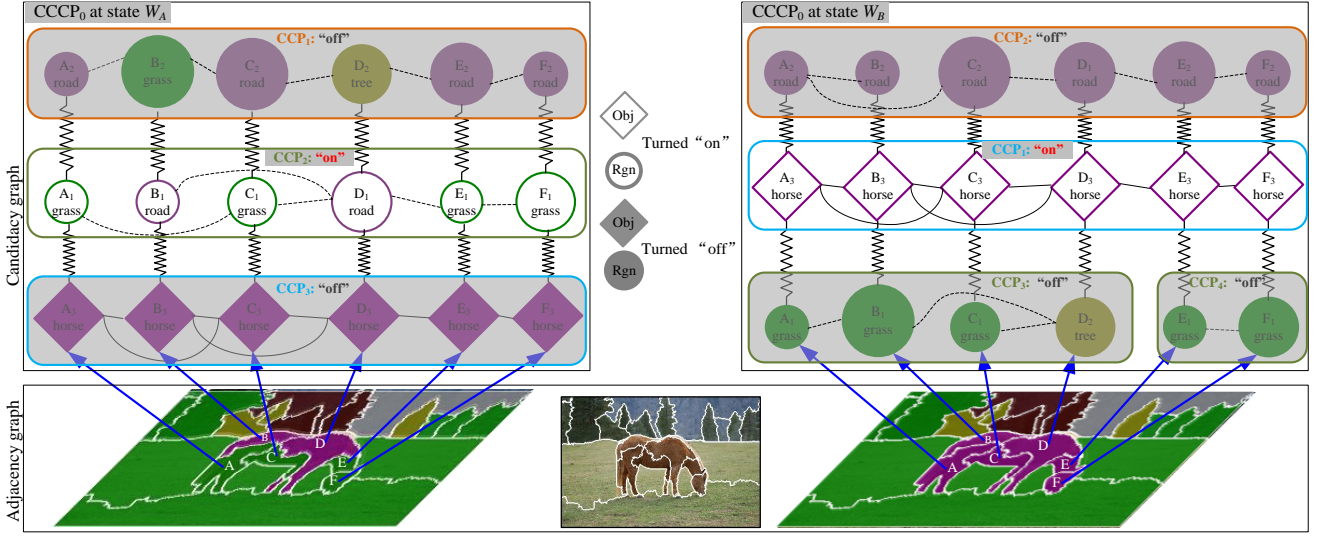 CCCP0 at state WA
CCP1: “off”
A2 road
B2 grass
C2 road
D2 tree
E2 road
F2 road
CCP2: “on”
A1 grass
B1 road
C1 grass
D1 road
E1 grass
F1 grass
CCP3: “off”
A3 horse
B3 horse
C3 horse
D3 horse
E3 horse
F3 horse
Candidacy graph
Obj
Turned “on”
Rgn
Obj
Turned “off”
Rgn
CCCP0 at state WB
CCP2: “off”
A2 road
B2 road
C2 road
D1 road
E2 road
F2 road
CCP1: “on”
A3 horse
B3 horse
C3 horse
D3 horse
E3 horse
F3 horse
CCP3: “off”
A1 grass
B1 grass
C1 grass
D2 tree
CCP4: “off”
E1 grass
F1 grass
Adjacency graph
A
B
C
D
E
F
A
B
C
D
E
F